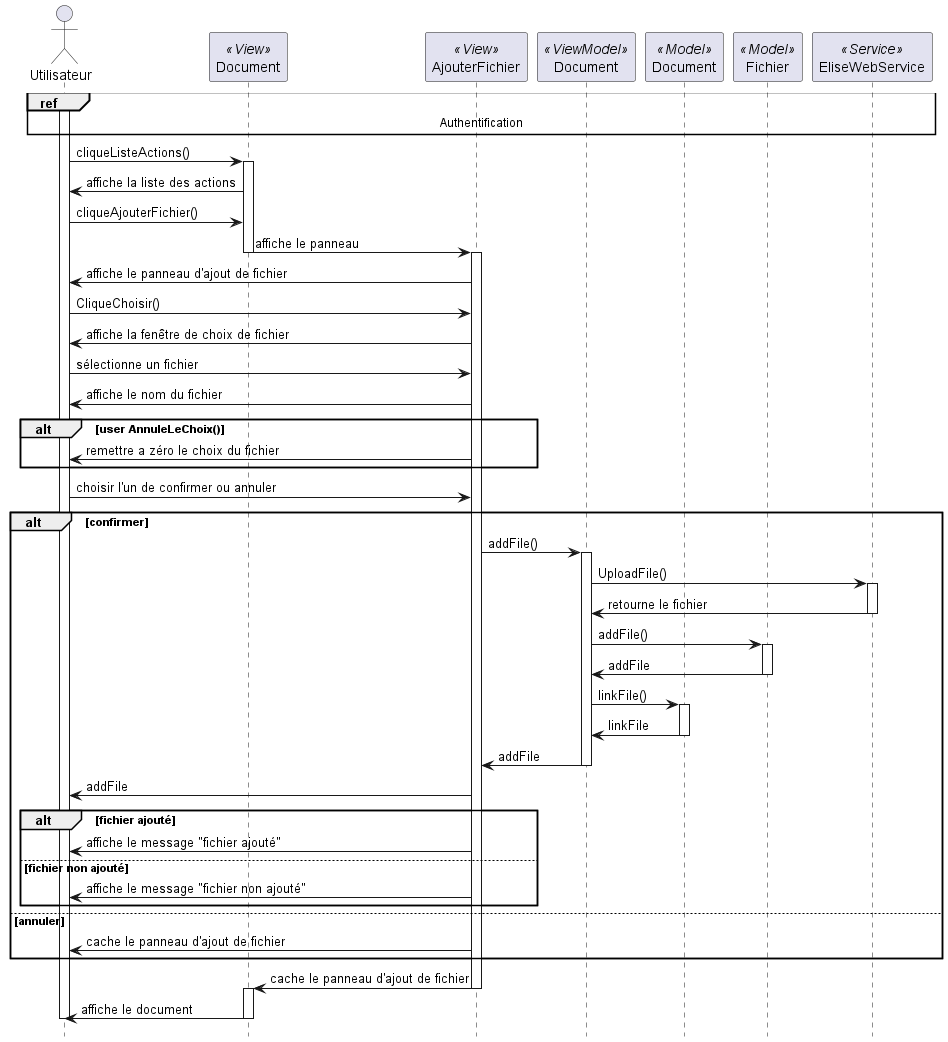 Utilisateur
«View»
Document
«View»
AjouterFichier
«ViewModel»
Document
«Model»
Document
«Model»
Fichier
«Service»
EliseWebService
ref
Authentification
cliqueListeActions()
affiche la liste des actions
cliqueAjouterFichier()
affiche le panneau
affiche le panneau d'ajout de fichier
CliqueChoisir()
affiche la fenêtre de choix de fichier
sélectionne un fichier
affiche le nom du fichier
alt [user AnnuleLeChoix()]
remettre a zéro le choix du fichier
choisir l'un de confirmer ou annuler
alt [confirmer]
addFile()
UploadFile()
retourne le fichier
addFile()
addFile
linkFile()
linkFile
addFile
addFile
alt [fichier ajouté]
affiche le message "fichier ajouté"
[fichier non ajouté]
affiche le message "fichier non ajouté"
[annuler]
cache le panneau d'ajout de fichier
cache le panneau d'ajout de fichier
affiche le document